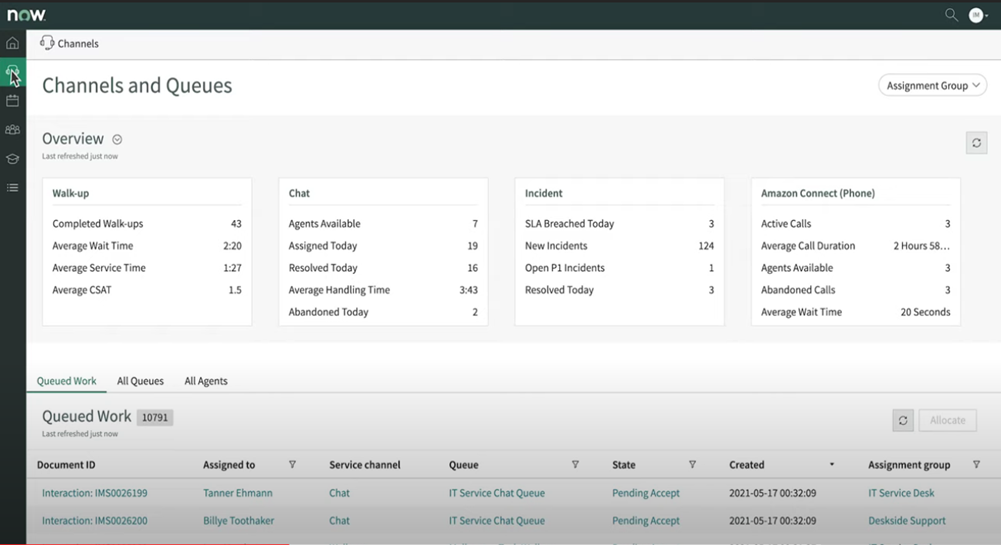 now.
IM
Channels
Channels and Queues
Assignment Group
Overview
Last refreshed just now
Walk-up
Completed Walk-ups 43
Average Wait Time 2:20
Average Service Time 1:27
Average CSAT 1.5
Chat
Agents Available 7
Assigned Today 19
Resolved Today 16
Average Handling Time 3:43
Abandoned Today 2
Incident
SLA Breached Today 3
New Incidents 124
Open P1 Incidents 1
Resolved Today 3
Amazon Connect (Phone)
Active Calls 3
Average Call Duration 2 Hours 58...
Agents Available 3
Abandoned Calls 3
Average Wait Time 20 Seconds
Queued Work All Queues All Agents
Queued Work 10791
Last refreshed just now
Allocate
Document ID Assigned to Service channel Queue State Created Assignment group
Interaction: IMS0026199 Tanner Ehmann Chat IT Service Chat Queue Pending Accept 2021-05-17 00:32:09 IT Service Desk
Interaction: IMS0026200 Billye Toothaker Chat IT Service Chat Queue Pending Accept 2021-05-17 00:32:09 Deskside Support